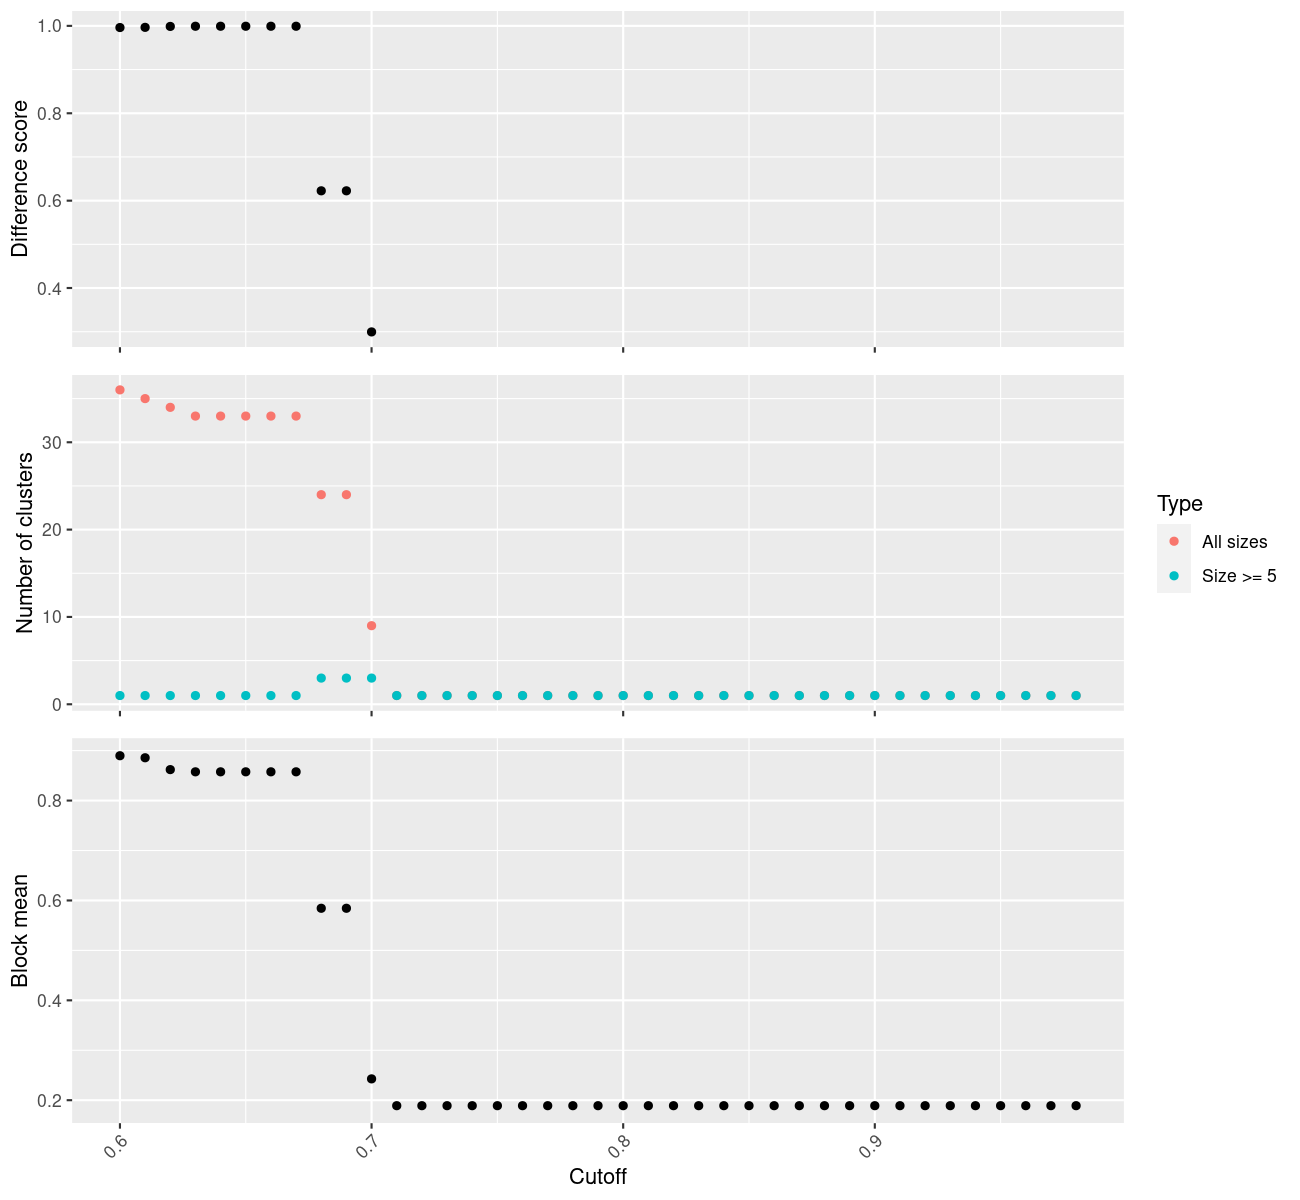 Difference score
1.0
0.8
0.6
0.4
Number of clusters
30
20
10
0
Type
All sizes
Size >= 5
Block mean
0.8
0.6
0.4
0.2
0.6 0.7 0.8 0.9
Cutoff